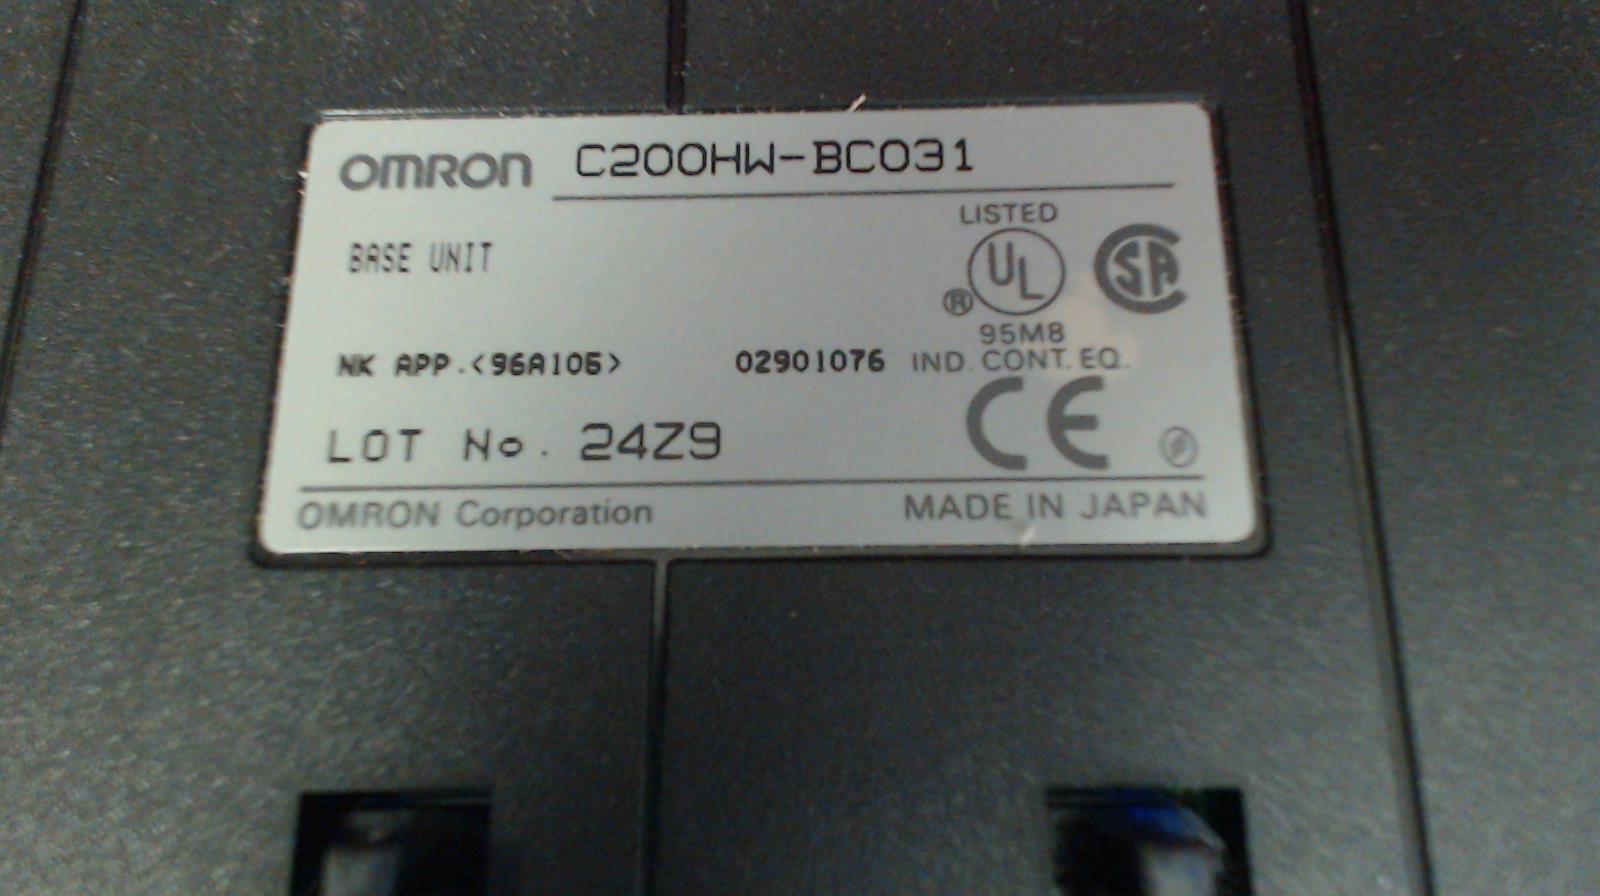 OMRON C200HW-BC031
LISTED
BASE UNIT
UL
SA
®
95M8
NK APP.<96A105> 02901076 IND. CONT. EQ.
LOT No. 24Z9
CE
OMRON Corporation MADE IN JAPAN